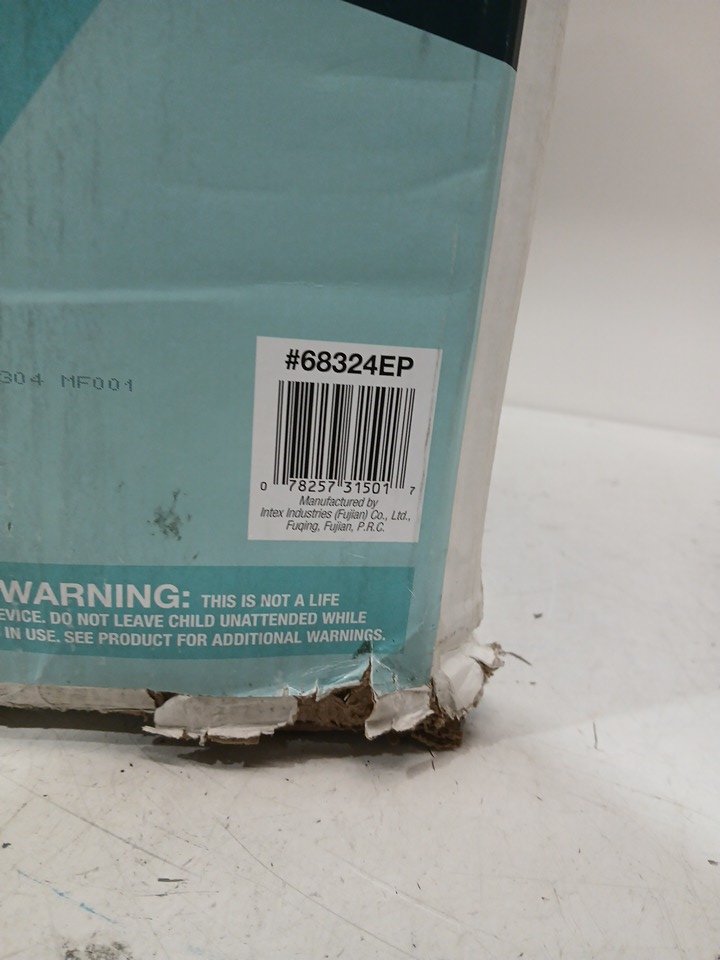 #68324EP
304 MF001
0 78257 31501 7
Manufactured by
Intex Industries (Fujian) Co., Ltd.,
Fuqing, Fujian, P.R.C.
WARNING: THIS IS NOT A LIFE
EVICE. DO NOT LEAVE CHILD UNATTENDED WHILE
IN USE. SEE PRODUCT FOR ADDITIONAL WARNINGS.